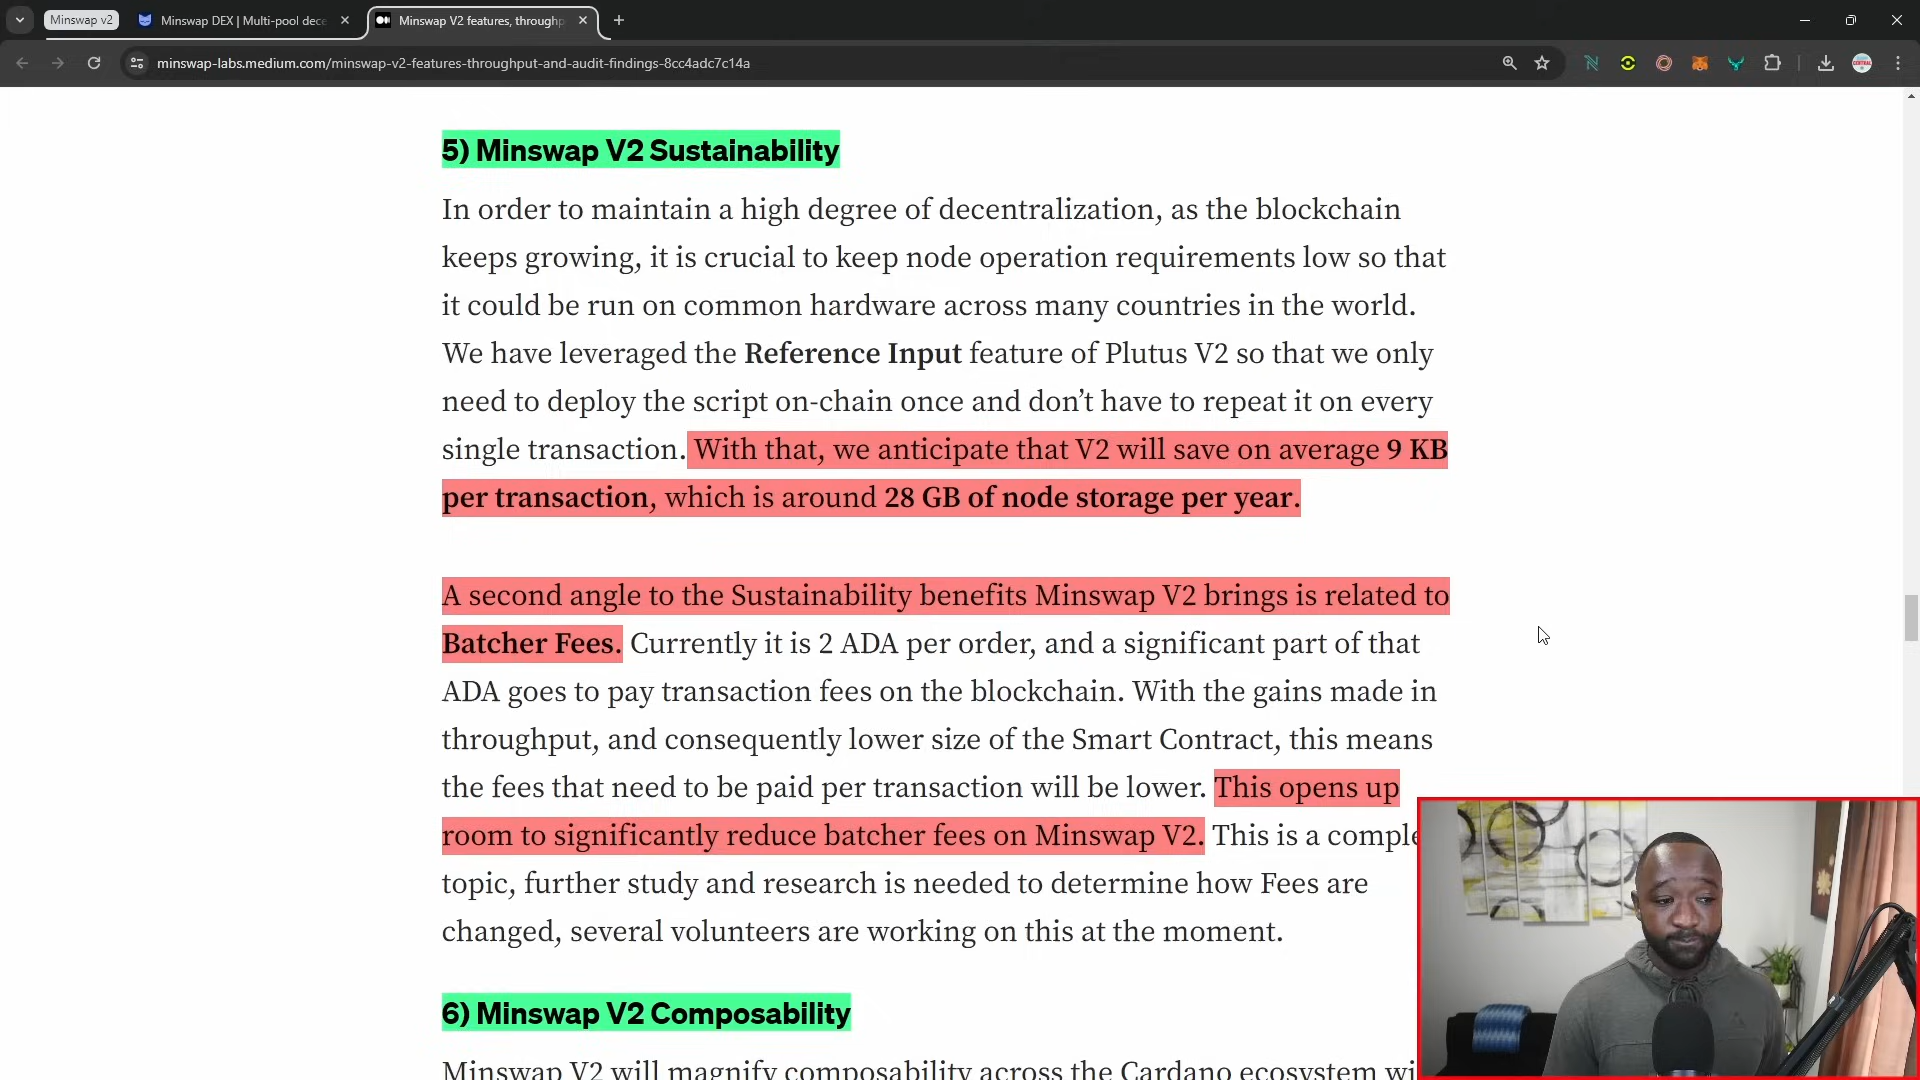 Minswap v2
Minswap DEX | Multi-pool dece
Minswap V2 features, throughp
minswap-labs.medium.com/minswap-v2-features-throughput-and-audit-findings-8cc4adc7c14a
5) Minswap V2 Sustainability
In order to maintain a high degree of decentralization, as the blockchain
keeps growing, it is crucial to keep node operation requirements low so that
it could be run on common hardware across many countries in the world.
We have leveraged the Reference Input feature of Plutus V2 so that we only
need to deploy the script on-chain once and don’t have to repeat it on every
single transaction. With that, we anticipate that V2 will save on average 9 KB
per transaction, which is around 28 GB of node storage per year.
A second angle to the Sustainability benefits Minswap V2 brings is related to
Batcher Fees. Currently it is 2 ADA per order, and a significant part of that
ADA goes to pay transaction fees on the blockchain. With the gains made in
throughput, and consequently lower size of the Smart Contract, this means
the fees that need to be paid per transaction will be lower. This opens up
room to significantly reduce batcher fees on Minswap V2. This is a comple
topic, further study and research is needed to determine how Fees are
changed, several volunteers are working on this at the moment.
6) Minswap V2 Composability
Minswap V2 will magnify composability across the Cardano ecosystem wi